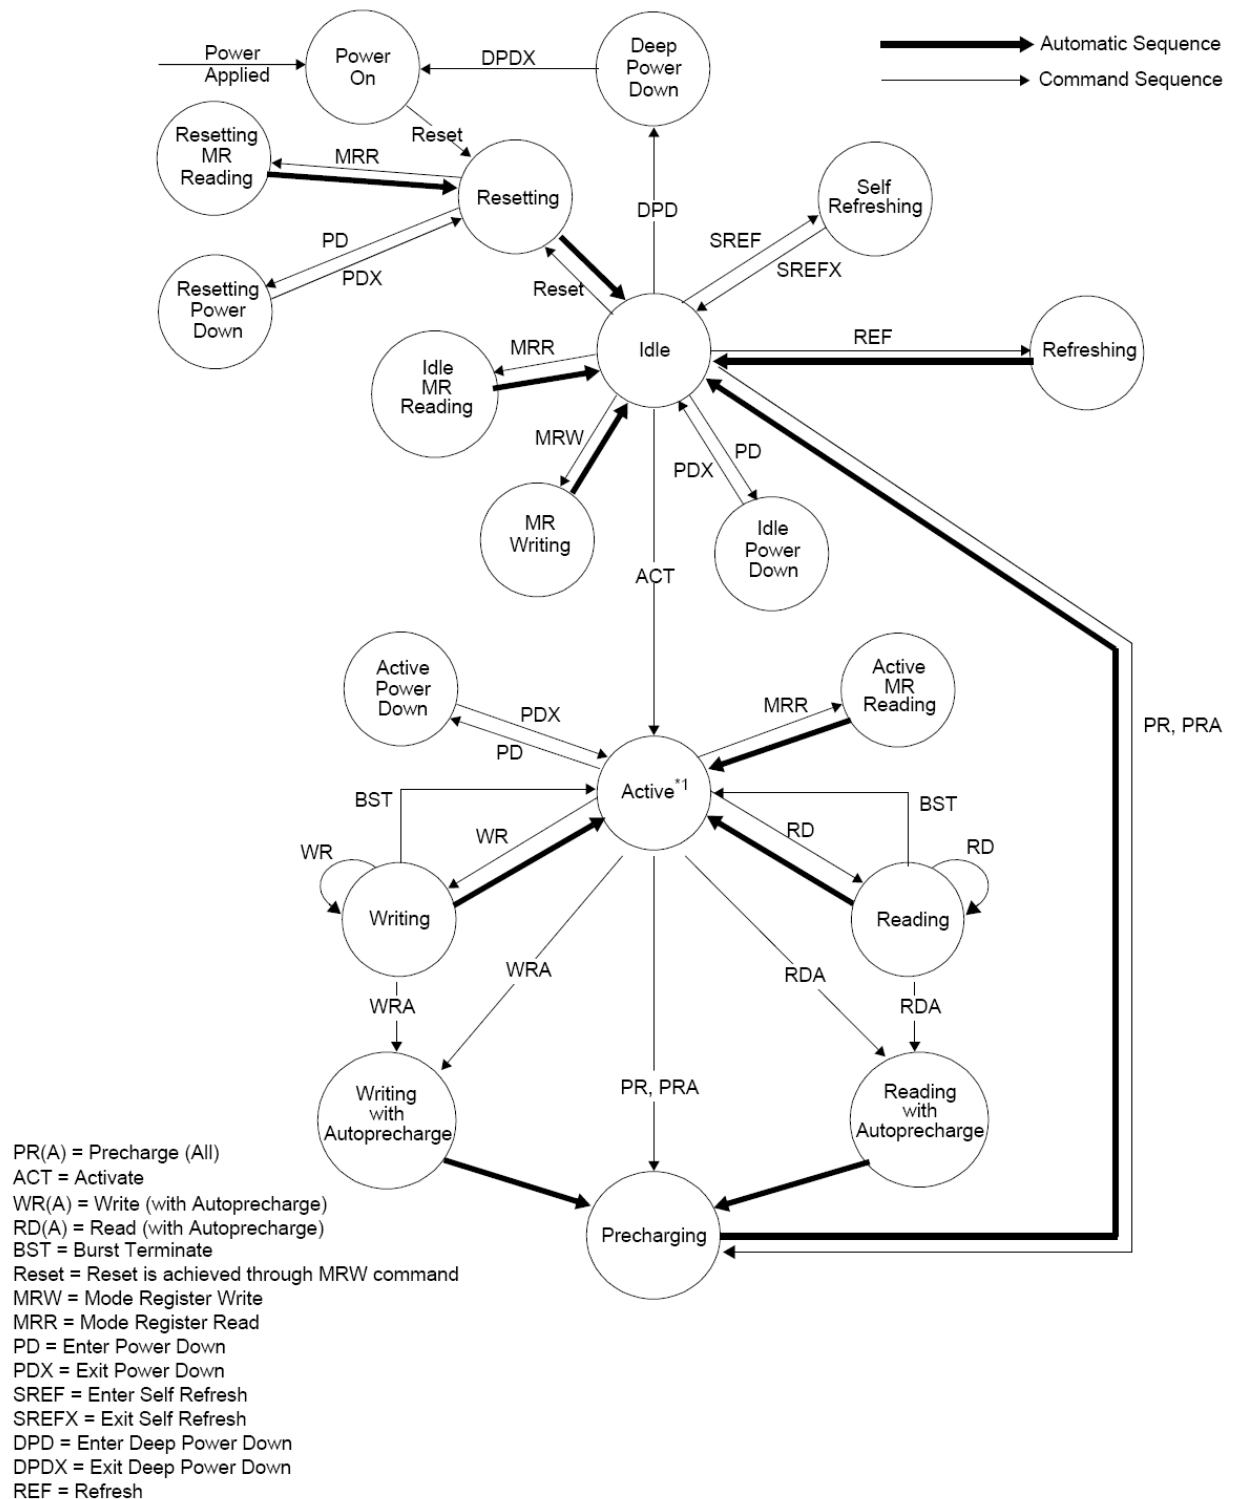 Power
Applied
Power
On
DPDX
Deep
Power
Down
Automatic Sequence
Command Sequence
Reset
Resetting
MR
Reading
MRR
Resetting
PD
PDX
Resetting
Power
Down
DPD
Self
Refreshing
SREF
SREFX
Reset
Idle
REF
Refreshing
MRR
Idle
MR
Reading
MRW
MR
Writing
PD
PDX
Idle
Power
Down
ACT
Active
Power
Down
PDX
PD
MRR
Active
MR
Reading
PR, PRA
Active*1
BST
BST
WR
RD
WR
RD
Writing
Reading
WRA
RDA
WRA
RDA
Writing
with
Autoprecharge
PR, PRA
Reading
with
Autoprecharge
Precharging
PR(A) = Precharge (All)
ACT = Activate
WR(A) = Write (with Autoprecharge)
RD(A) = Read (with Autoprecharge)
BST = Burst Terminate
Reset = Reset is achieved through MRW command
MRW = Mode Register Write
MRR = Mode Register Read
PD = Enter Power Down
PDX = Exit Power Down
SREF = Enter Self Refresh
SREFX = Exit Self Refresh
DPD = Enter Deep Power Down
DPDX = Exit Deep Power Down
REF = Refresh